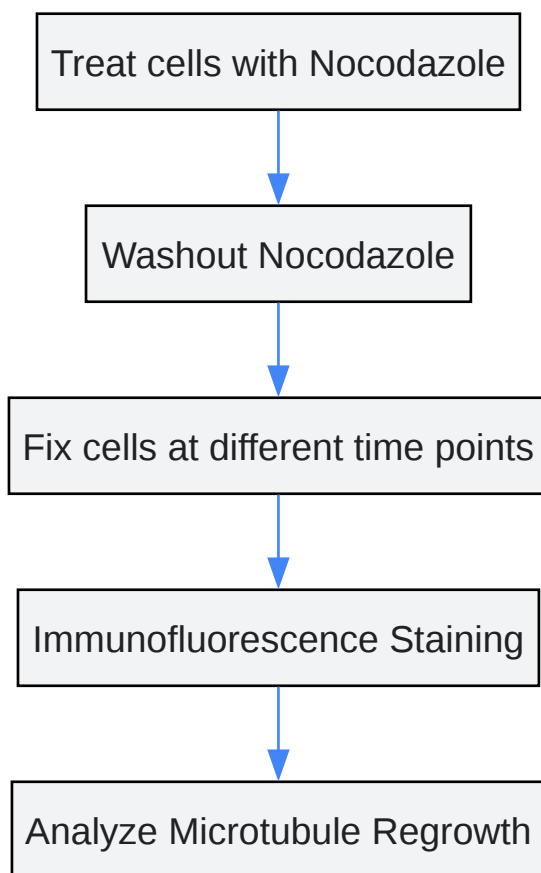 Treat cells with Nocodazole
Washout Nocodazole
Fix cells at different time points
Immunofluorescence Staining
Analyze Microtubule Regrowth